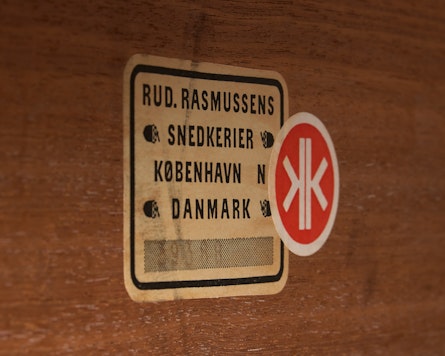 RUD. RASMUSSENS
SNEDKERIER
KØBENHAVN N
DANMARK